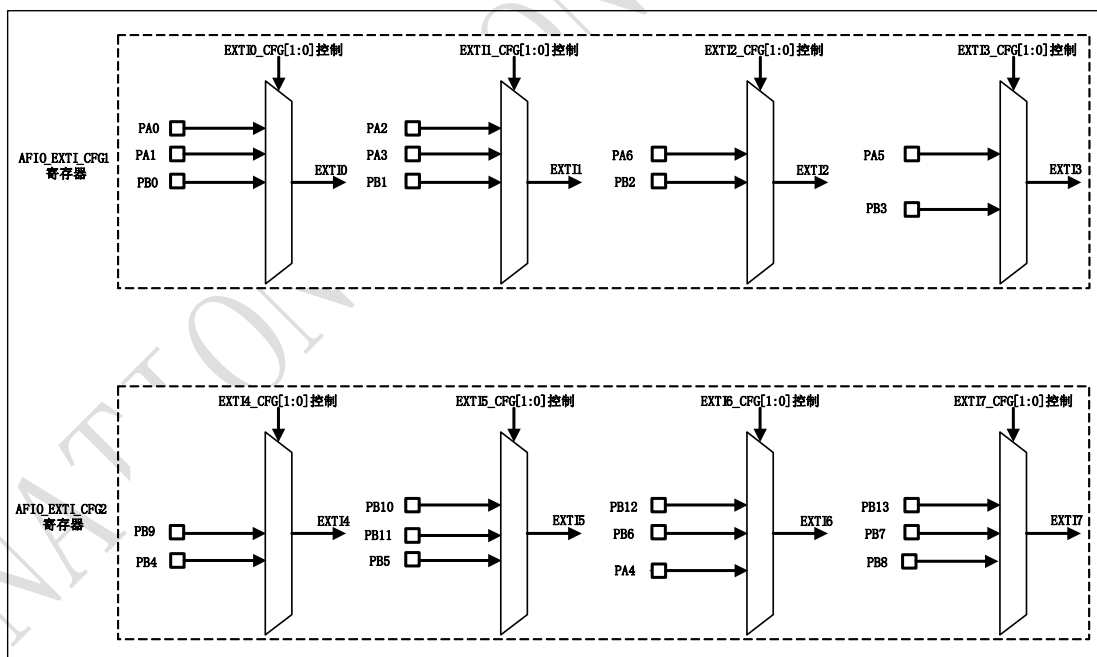 EXTI0_CFG[1:0]控制
EXTI1_CFG[1:0]控制
EXTI2_CFG[1:0]控制
EXTI3_CFG[1:0]控制
AFIO_EXTI_CFG1
寄存器
PA0
PA1
PB0
EXTI0
PA2
PA3
PB1
EXTI1
PA6
PB2
EXTI2
PA5
PB3
EXTI3
EXTI4_CFG[1:0]控制
EXTI5_CFG[1:0]控制
EXTI6_CFG[1:0]控制
EXTI7_CFG[1:0]控制
AFIO_EXTI_CFG2
寄存器
PB9
PB4
EXTI4
PB10
PB11
PB5
EXTI5
PB12
PB6
PA4
EXTI6
PB13
PB7
PB8
EXTI7
NATION